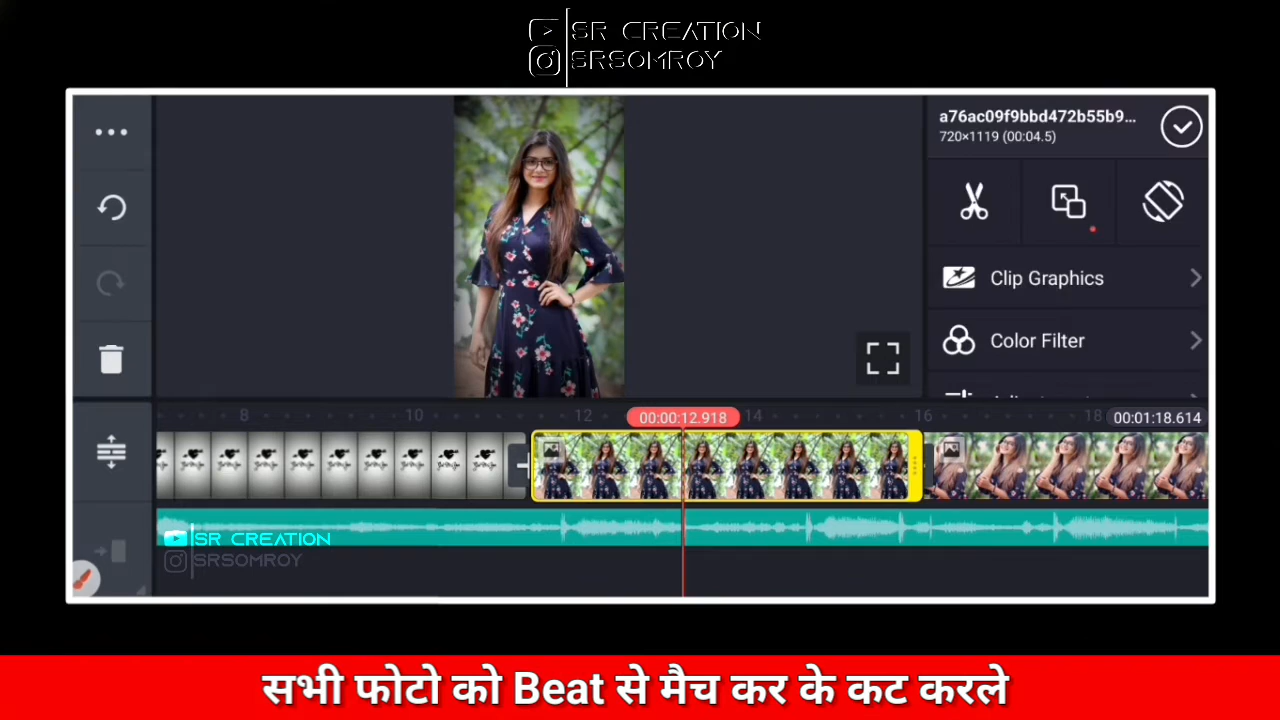 SR CREATION
SRSOMROY
a76ac09f9bbd472b55b9...
720×1119 (00:04.5)
Clip Graphics
Color Filter
8
10
12
00:00:12.918
14
16
18
00:01:18.614
SR CREATION
SRSOMROY
सभी फोटो को Beat से मैच कर के कट करले